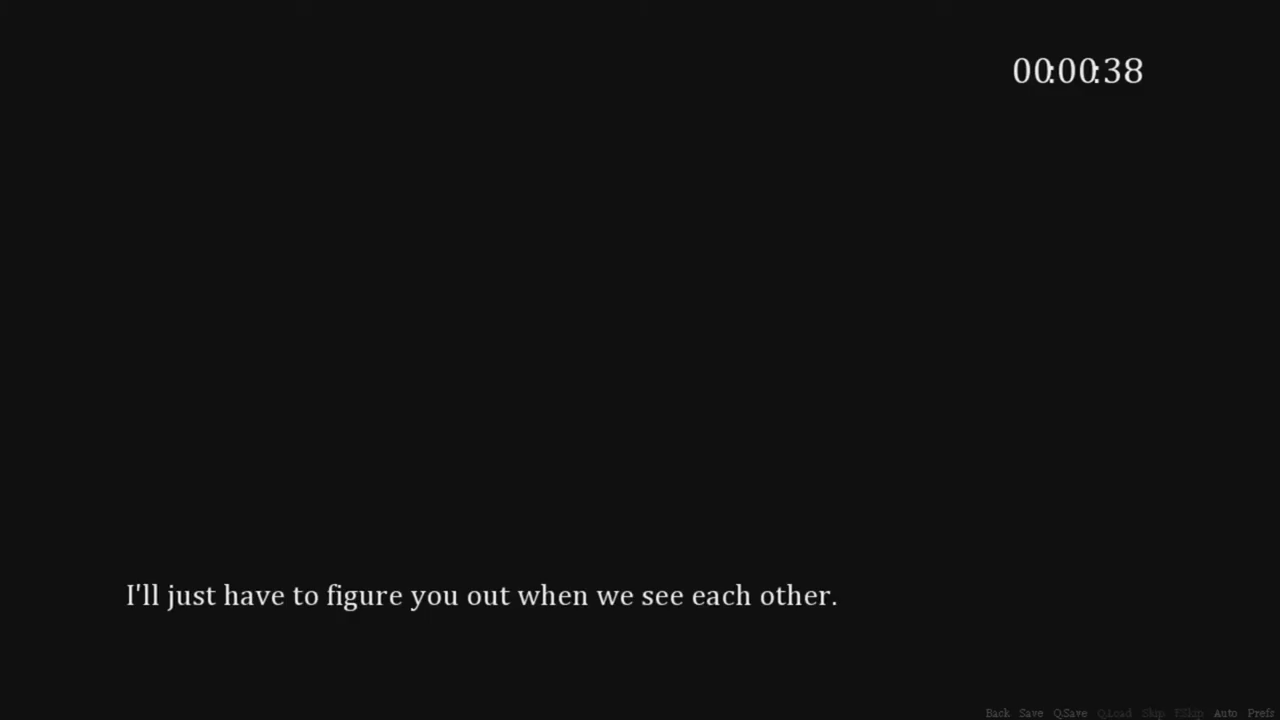 00:00:38
I'll just have to figure you out when we see each other.
Back Save Q.Save Q.Load Skip FSkip Auto Prefs